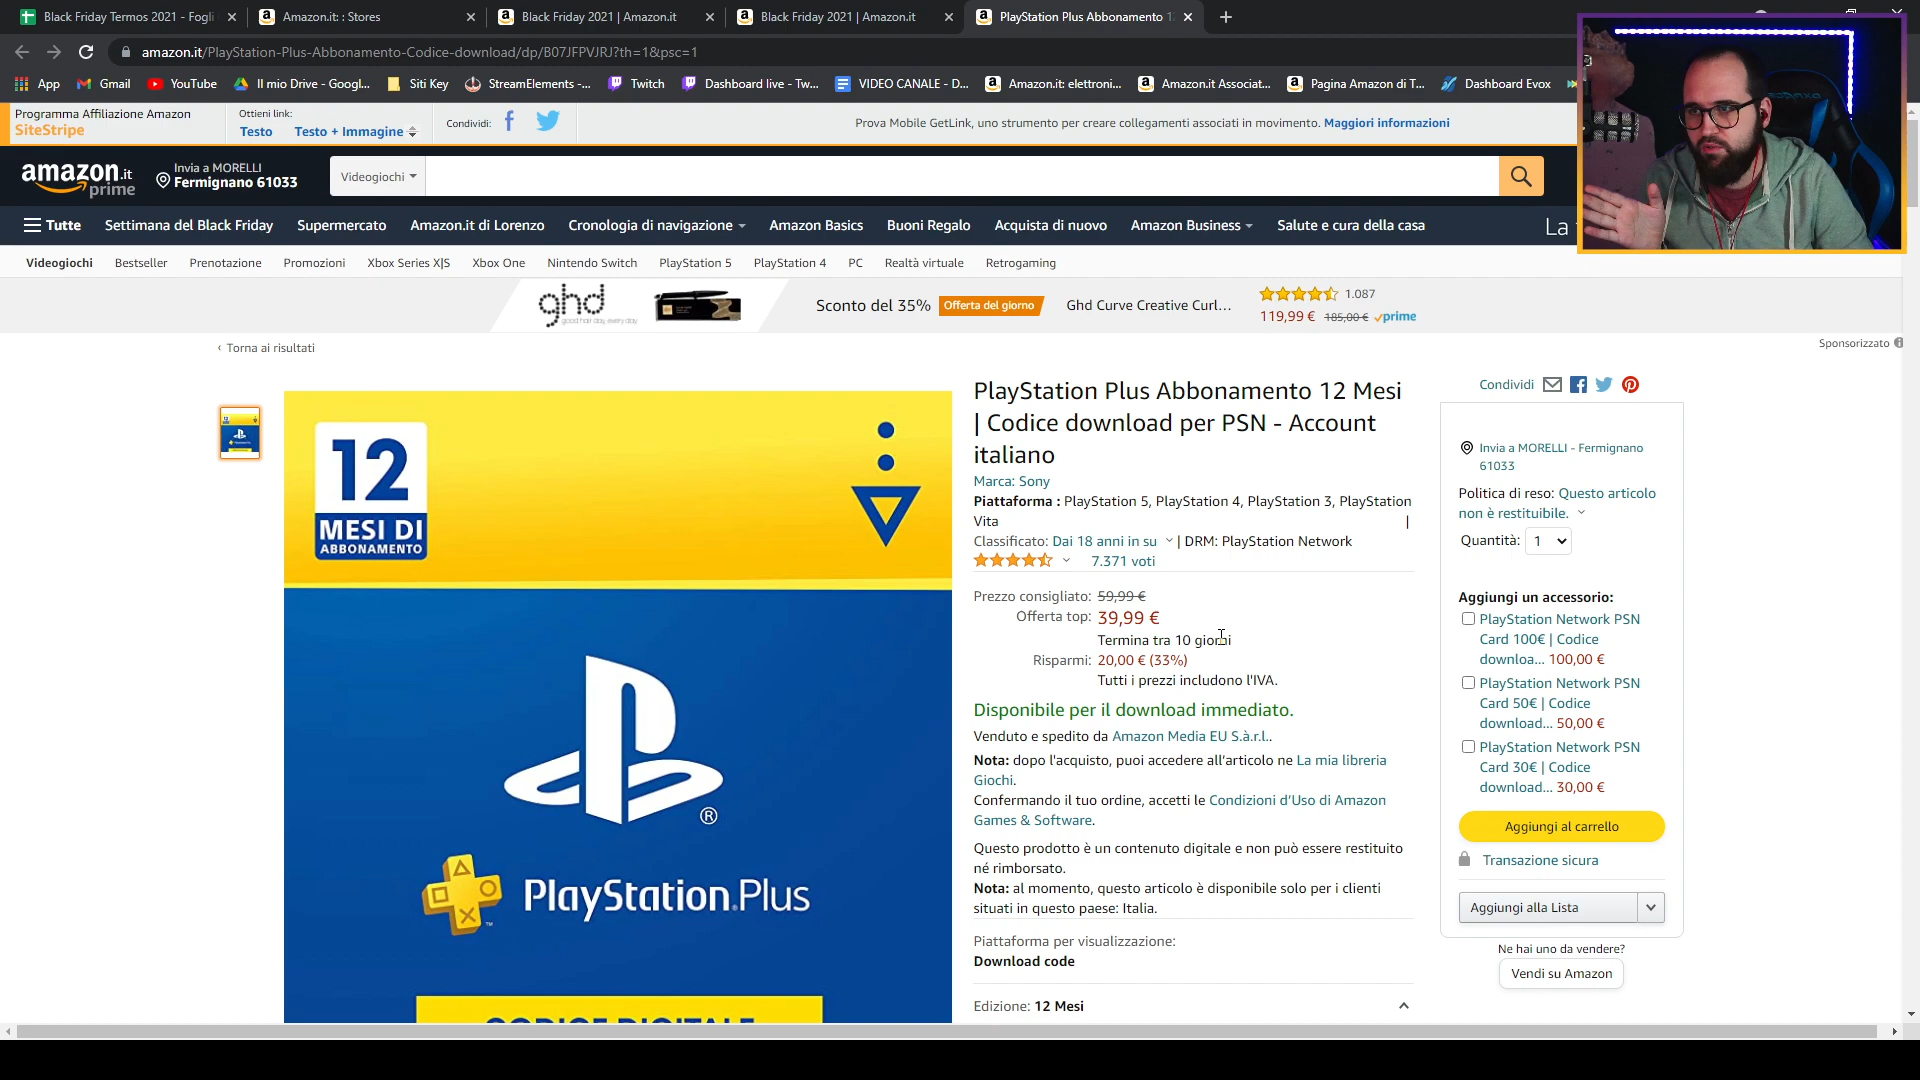 Black Friday Termos 2021 - Fogli
Amazon.it: : Stores
Black Friday 2021 | Amazon.it
Black Friday 2021 | Amazon.it
PlayStation Plus Abbonamento 1
amazon.it/PlayStation-Plus-Abbonamento-Codice-download/dp/B07JFPVJRJ?th=1&psc=1
App
Gmail
YouTube
Il mio Drive - Googl...
Siti Key
StreamElements -...
Twitch
Dashboard live - Tw...
VIDEO CANALE - D...
Amazon.it: elettroni...
Amazon.it Associat...
Pagina Amazon di T...
Dashboard Evox
Programma Affiliazione Amazon
SiteStripe
Ottieni link:
Testo
Testo + Immagine
Condividi:
Prova Mobile GetLink, uno strumento per creare collegamenti associati in movimento. Maggiori informazioni
amazon.it
prime
Invia a MORELLI
Fermignano 61033
Videogiochi
Tutte
Settimana del Black Friday
Supermercato
Amazon.it di Lorenzo
Cronologia di navigazione
Amazon Basics
Buoni Regalo
Acquista di nuovo
Amazon Business
Salute e cura della casa
La
Videogiochi
Bestseller
Prenotazione
Promozioni
Xbox Series X|S
Xbox One
Nintendo Switch
PlayStation 5
PlayStation 4
PC
Realtà virtuale
Retrogaming
ghd
good hair day, every day
Sconto del 35%
Offerta del giorno
Ghd Curve Creative Curl...
1.087
119,99 € 185,00 € prime
‹ Torna ai risultati
Sponsorizzato
12
MESI DI
ABBONAMENTO
®
PlayStation.Plus
™
PlayStation Plus Abbonamento 12 Mesi
| Codice download per PSN - Account
italiano
Marca: Sony
Piattaforma : PlayStation 5, PlayStation 4, PlayStation 3, PlayStation
Vita |
Classificato: Dai 18 anni in su | DRM: PlayStation Network
7.371 voti
Prezzo consigliato: 59,99 €
Offerta top: 39,99 €
Termina tra 10 giorni
Risparmi: 20,00 € (33%)
Tutti i prezzi includono l'IVA.
Disponibile per il download immediato.
Venduto e spedito da Amazon Media EU S.à.r.l..
Nota: dopo l'acquisto, puoi accedere all'articolo ne La mia libreria
Giochi.
Confermando il tuo ordine, accetti le Condizioni d'Uso di Amazon
Games & Software.
Questo prodotto è un contenuto digitale e non può essere restituito
né rimborsato.
Nota: al momento, questo articolo è disponibile solo per i clienti
situati in questo paese: Italia.
Piattaforma per visualizzazione:
Download code
Edizione: 12 Mesi
Condividi
Invia a MORELLI - Fermignano
61033
Politica di reso: Questo articolo
non è restituibile.
Quantità: 1
Aggiungi un accessorio:
PlayStation Network PSN
Card 100€ | Codice
downloa... 100,00 €
PlayStation Network PSN
Card 50€ | Codice
download... 50,00 €
PlayStation Network PSN
Card 30€ | Codice
download... 30,00 €
Aggiungi al carrello
Transazione sicura
Aggiungi alla Lista
Ne hai uno da vendere?
Vendi su Amazon